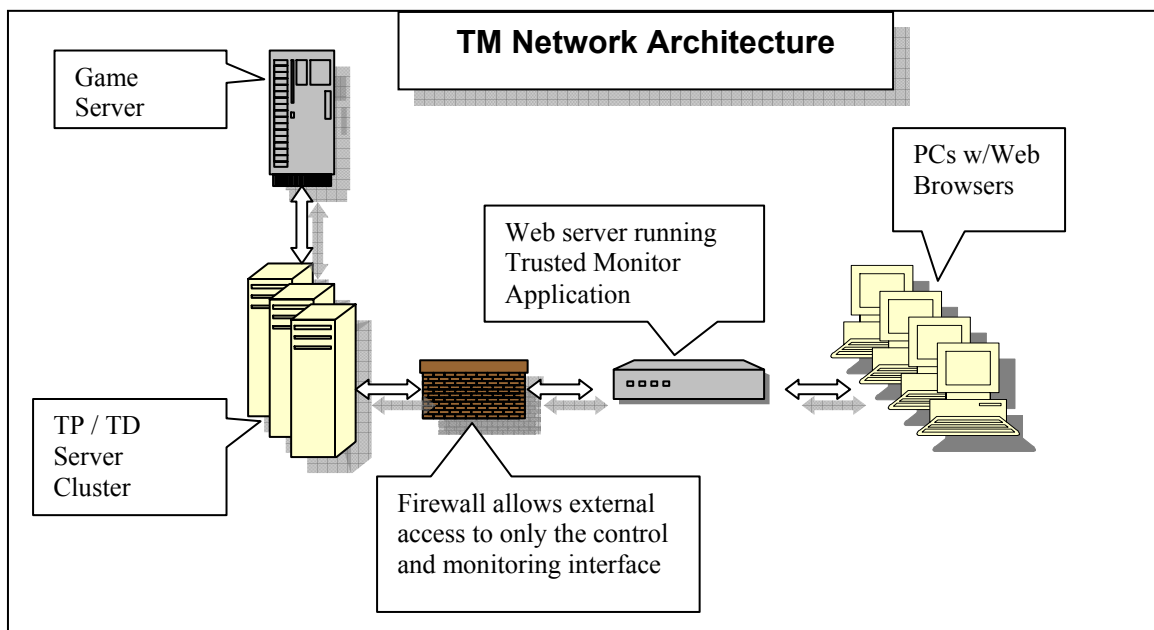 TM Network Architecture
Game
Server
PCs w/Web
Browsers
Web server running
Trusted Monitor
Application
TP / TD
Server
Cluster
Firewall allows external
access to only the control
and monitoring interface